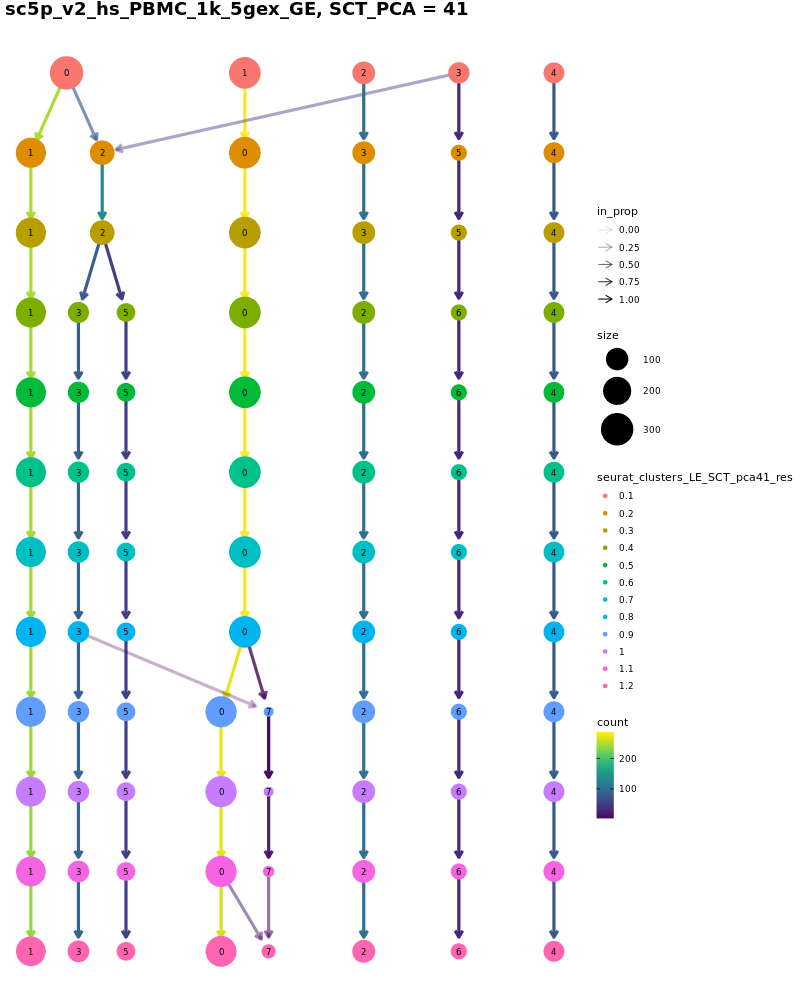 sc5p_v2_hs_PBMC_1k_5gex_GE, SCT_PCA = 41
0 1 2 3 4
1 2 0 3 5 4
1 2 0 3 5 4
1 3 5 0 2 6 4
1 3 5 0 2 6 4
1 3 5 0 2 6 4
1 3 5 0 2 6 4
1 3 5 0 2 6 4
1 3 5 0 7 2 6 4
1 3 5 0 7 2 6 4
1 3 5 0 7 2 6 4
1 3 5 0 7 2 6 4
in_prop
0.00
0.25
0.50
0.75
1.00
size
100
200
300
seurat_clusters_LE_SCT_pca41_res
0.1
0.2
0.3
0.4
0.5
0.6
0.7
0.8
0.9
1
1.1
1.2
count
200
100